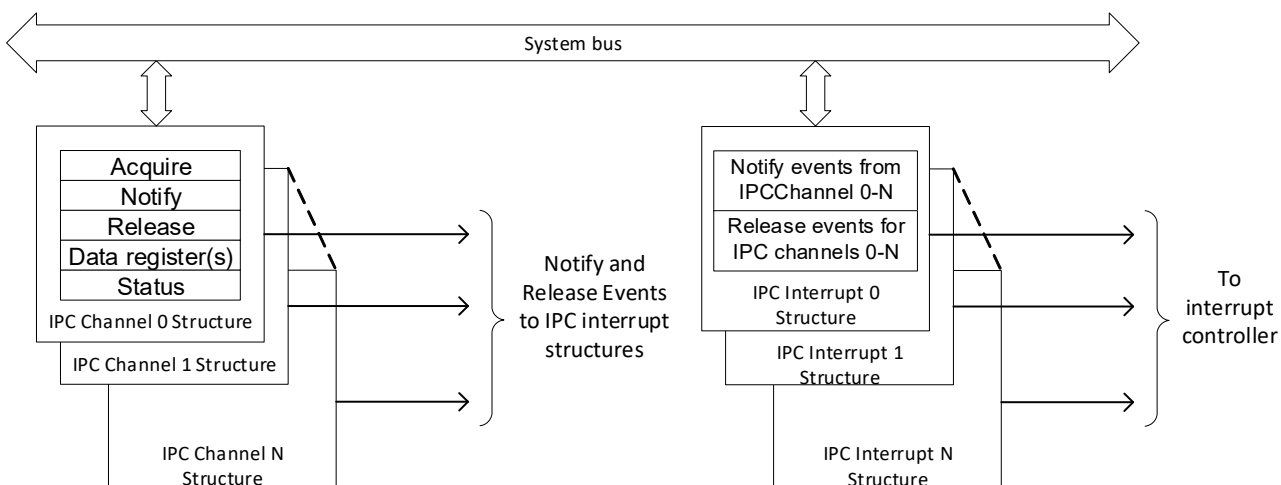 System bus
Acquire
Notify
Release
Data register(s)
Status
IPC Channel 0 Structure
IPC Channel 1 Structure
IPC Channel N
Structure
Notify and
Release Events
to IPC interrupt
structures
Notify events from
IPCChannel 0-N
Release events for
IPC channels 0-N
IPC Interrupt 0
Structure
IPC Interrupt 1
Structure
IPC Interrupt N
Structure
To
interrupt
controller